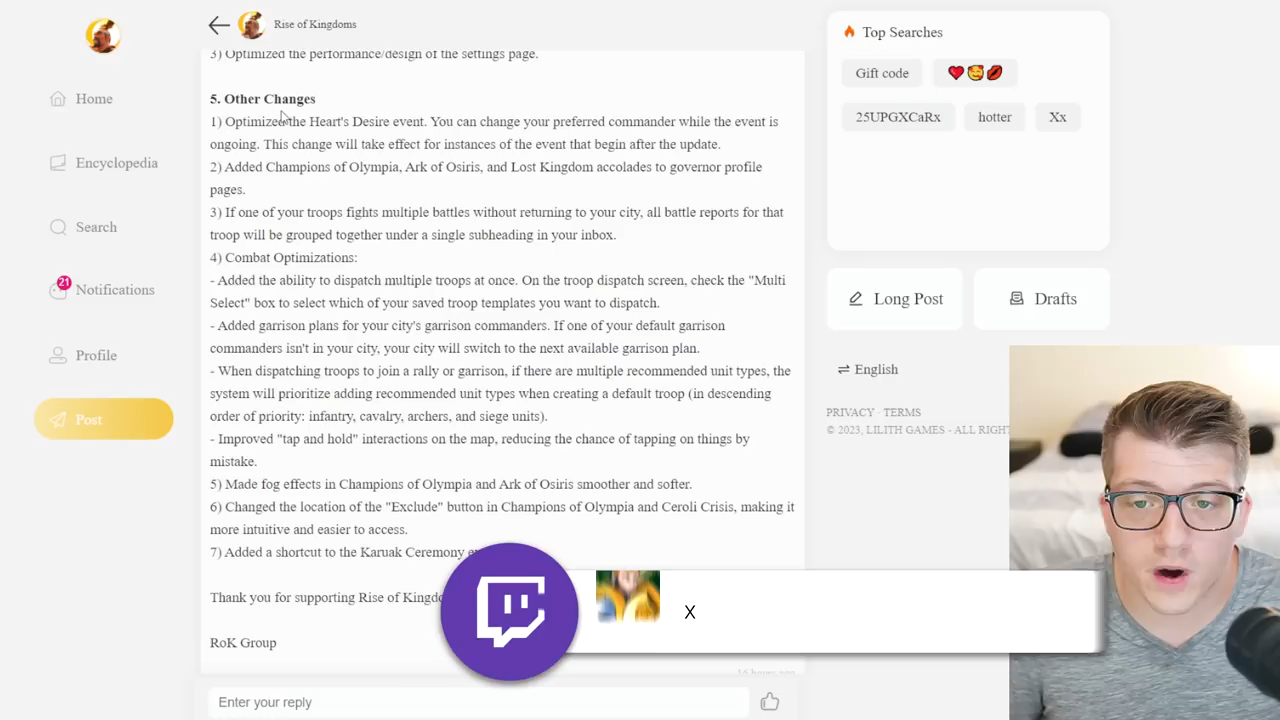 Rise of Kingdoms
3) Optimized the performance/design of the settings page.
5. Other Changes
1) Optimized the Heart's Desire event. You can change your preferred commander while the event is
ongoing. This change will take effect for instances of the event that begin after the update.
2) Added Champions of Olympia, Ark of Osiris, and Lost Kingdom accolades to governor profile
pages.
3) If one of your troops fights multiple battles without returning to your city, all battle reports for that
troop will be grouped together under a single subheading in your inbox.
4) Combat Optimizations:
- Added the ability to dispatch multiple troops at once. On the troop dispatch screen, check the "Multi
Select" box to select which of your saved troop templates you want to dispatch.
- Added garrison plans for your city's garrison commanders. If one of your default garrison
commanders isn't in your city, your city will switch to the next available garrison plan.
- When dispatching troops to join a rally or garrison, if there are multiple recommended unit types, the
system will prioritize adding recommended unit types when creating a default troop (in descending
order of priority: infantry, cavalry, archers, and siege units).
- Improved "tap and hold" interactions on the map, reducing the chance of tapping on things by
mistake.
5) Made fog effects in Champions of Olympia and Ark of Osiris smoother and softer.
6) Changed the location of the "Exclude" button in Champions of Olympia and Ceroli Crisis, making it
more intuitive and easier to access.
7) Added a shortcut to the Karuak Ceremony
Thank you for supporting Rise of
RoK Group
16 hours ago
Enter your reply
Home
Encyclopedia
Search
21
Notifications
Profile
Post
Top Searches
Gift code
❤️🥰💋
25UPGXCaRx
hotter
Xx
Long Post
Drafts
English
PRIVACY · TERMS
© 2023, LILITH GAMES - ALL
X